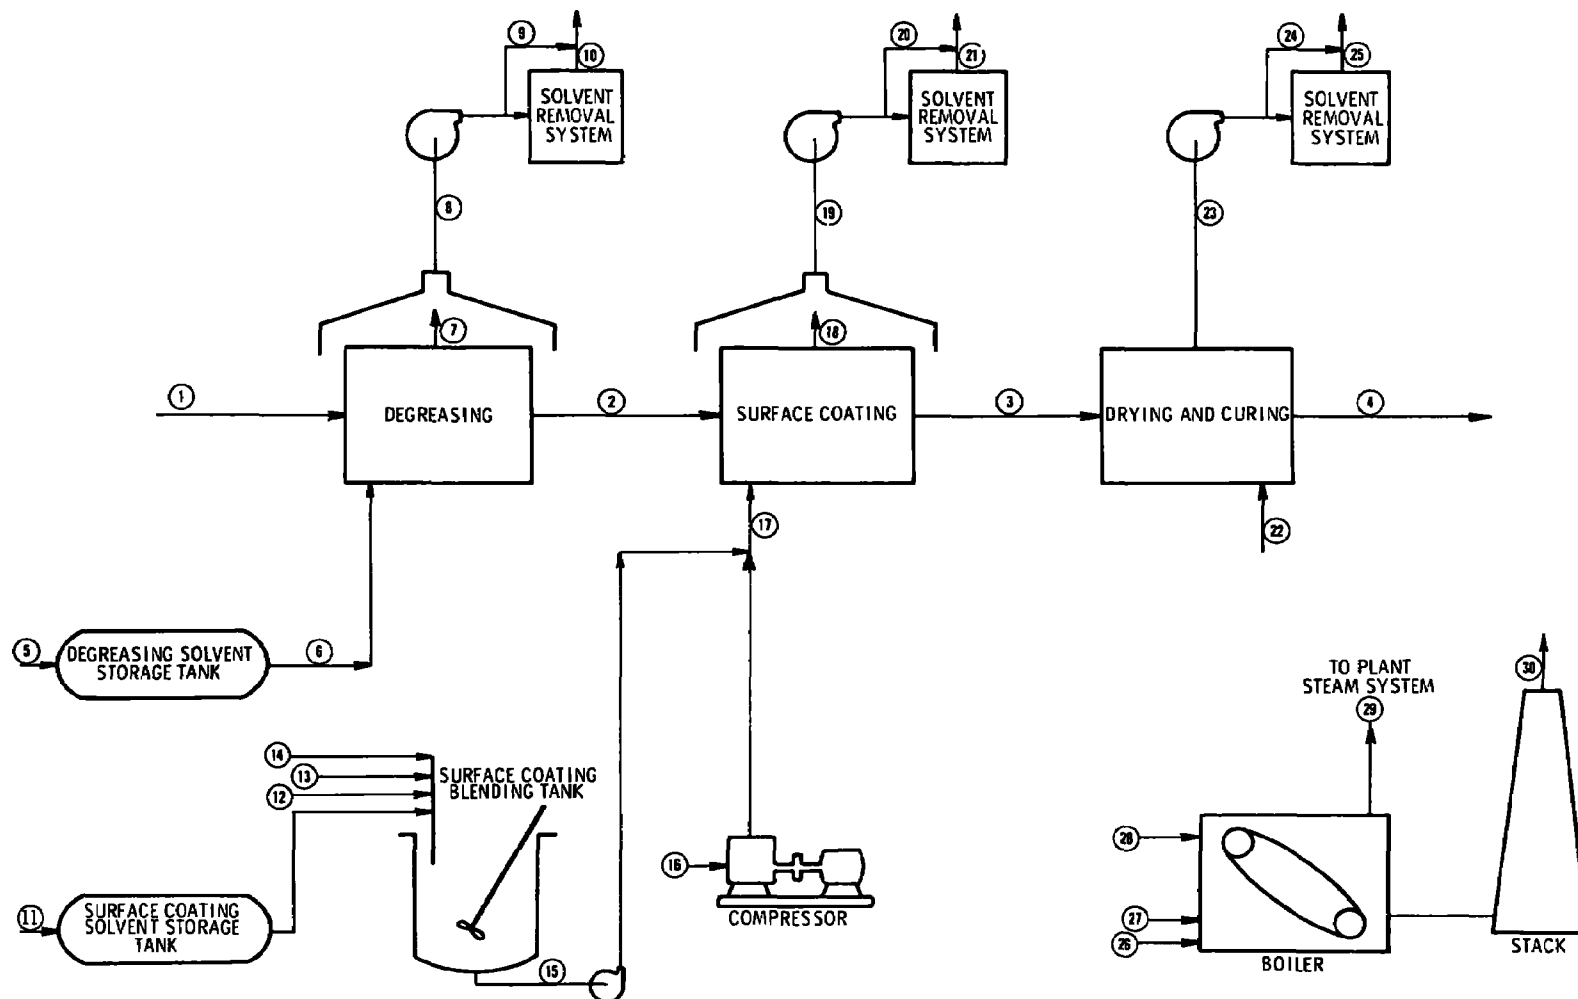 9
10
20
21
24
25
SOLVENT
REMOVAL
SYSTEM
SOLVENT
REMOVAL
SYSTEM
SOLVENT
REMOVAL
SYSTEM
8
19
23
7
18
1
2
3
4
DEGREASING
SURFACE COATING
DRYING AND CURING
17
22
5
6
DEGREASING SOLVENT
STORAGE TANK
30
TO PLANT
STEAM SYSTEM
29
14
13
12
SURFACE COATING
BLENDING TANK
28
16
11
SURFACE COATING
SOLVENT STORAGE
TANK
COMPRESSOR
27
26
STACK
BOILER
15